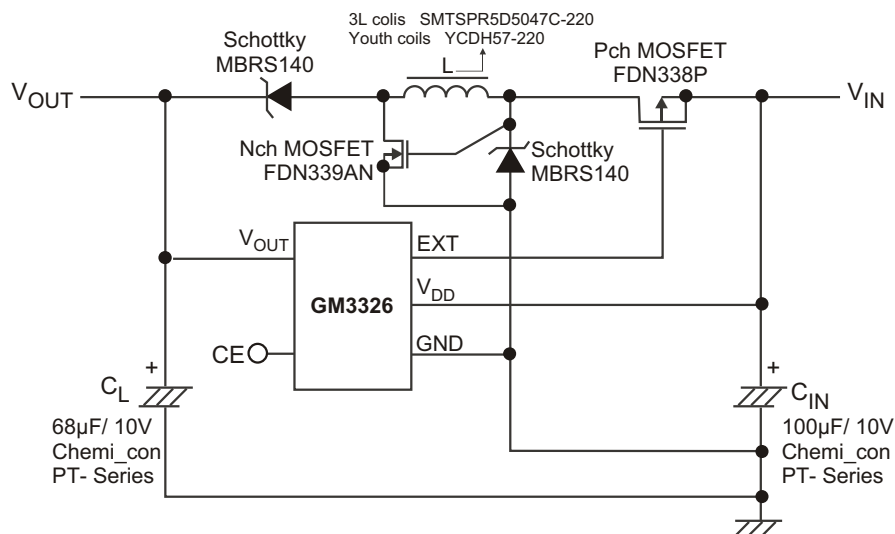 3L colis SMTSPR5D5047C-220
Youth coils YCDH57-220
Schottky
MBRS140
L
Pch MOSFET
FDN338P
VOUT
VIN
Nch MOSFET
FDN339AN
Schottky
MBRS140
VOUT
EXT
VDD
GM3326
CE
GND
+
CL
68µF/ 10V
Chemi_con
PT- Series
+
CIN
100µF/ 10V
Chemi_con
PT- Series